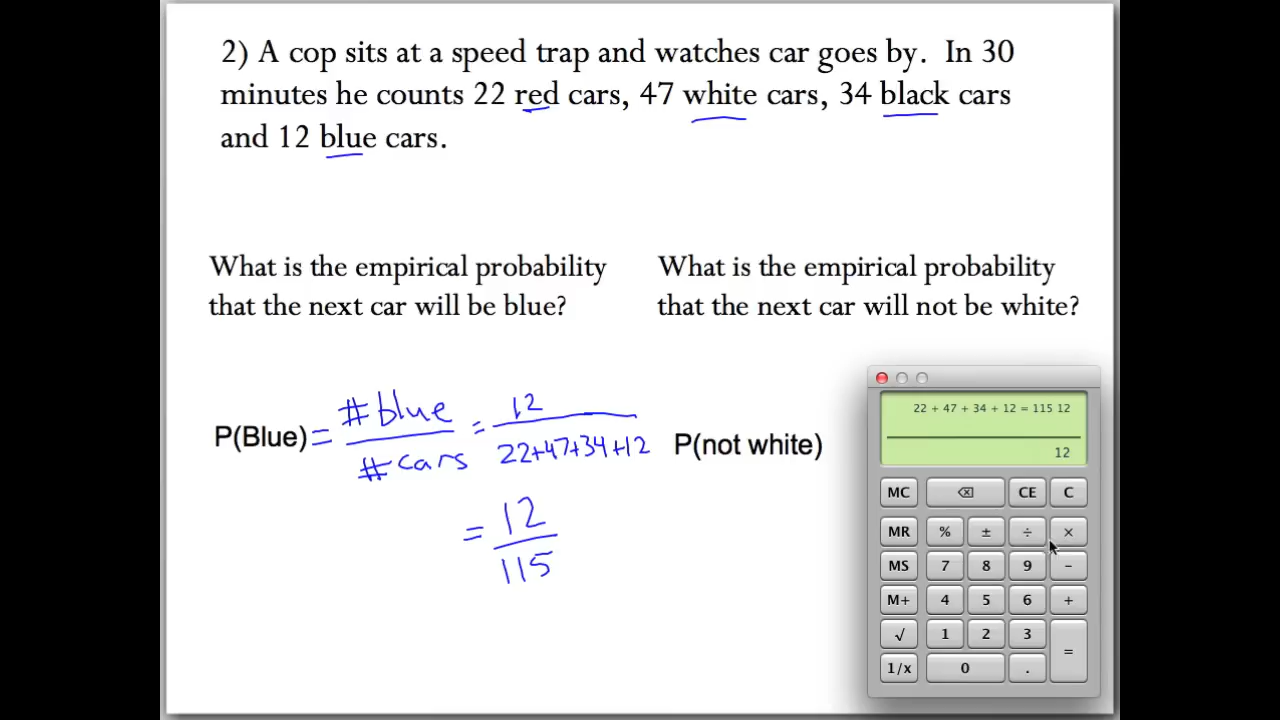 2) A cop sits at a speed trap and watches car goes by. In 30
minutes he counts 22 red cars, 47 white cars, 34 black cars
and 12 blue cars.
What is the empirical probability
that the next car will be blue?
What is the empirical probability
that the next car will not be white?
P(Blue) = #blue / #cars = 12 / 22+47+34+12
= 12 / 115
P(not white)
22 + 47 + 34 + 12 = 115 12
12
MC ⌫ CE C
MR % ± ÷ ×
MS 7 8 9 −
M+ 4 5 6 +
√ 1 2 3 =
1/x 0 .